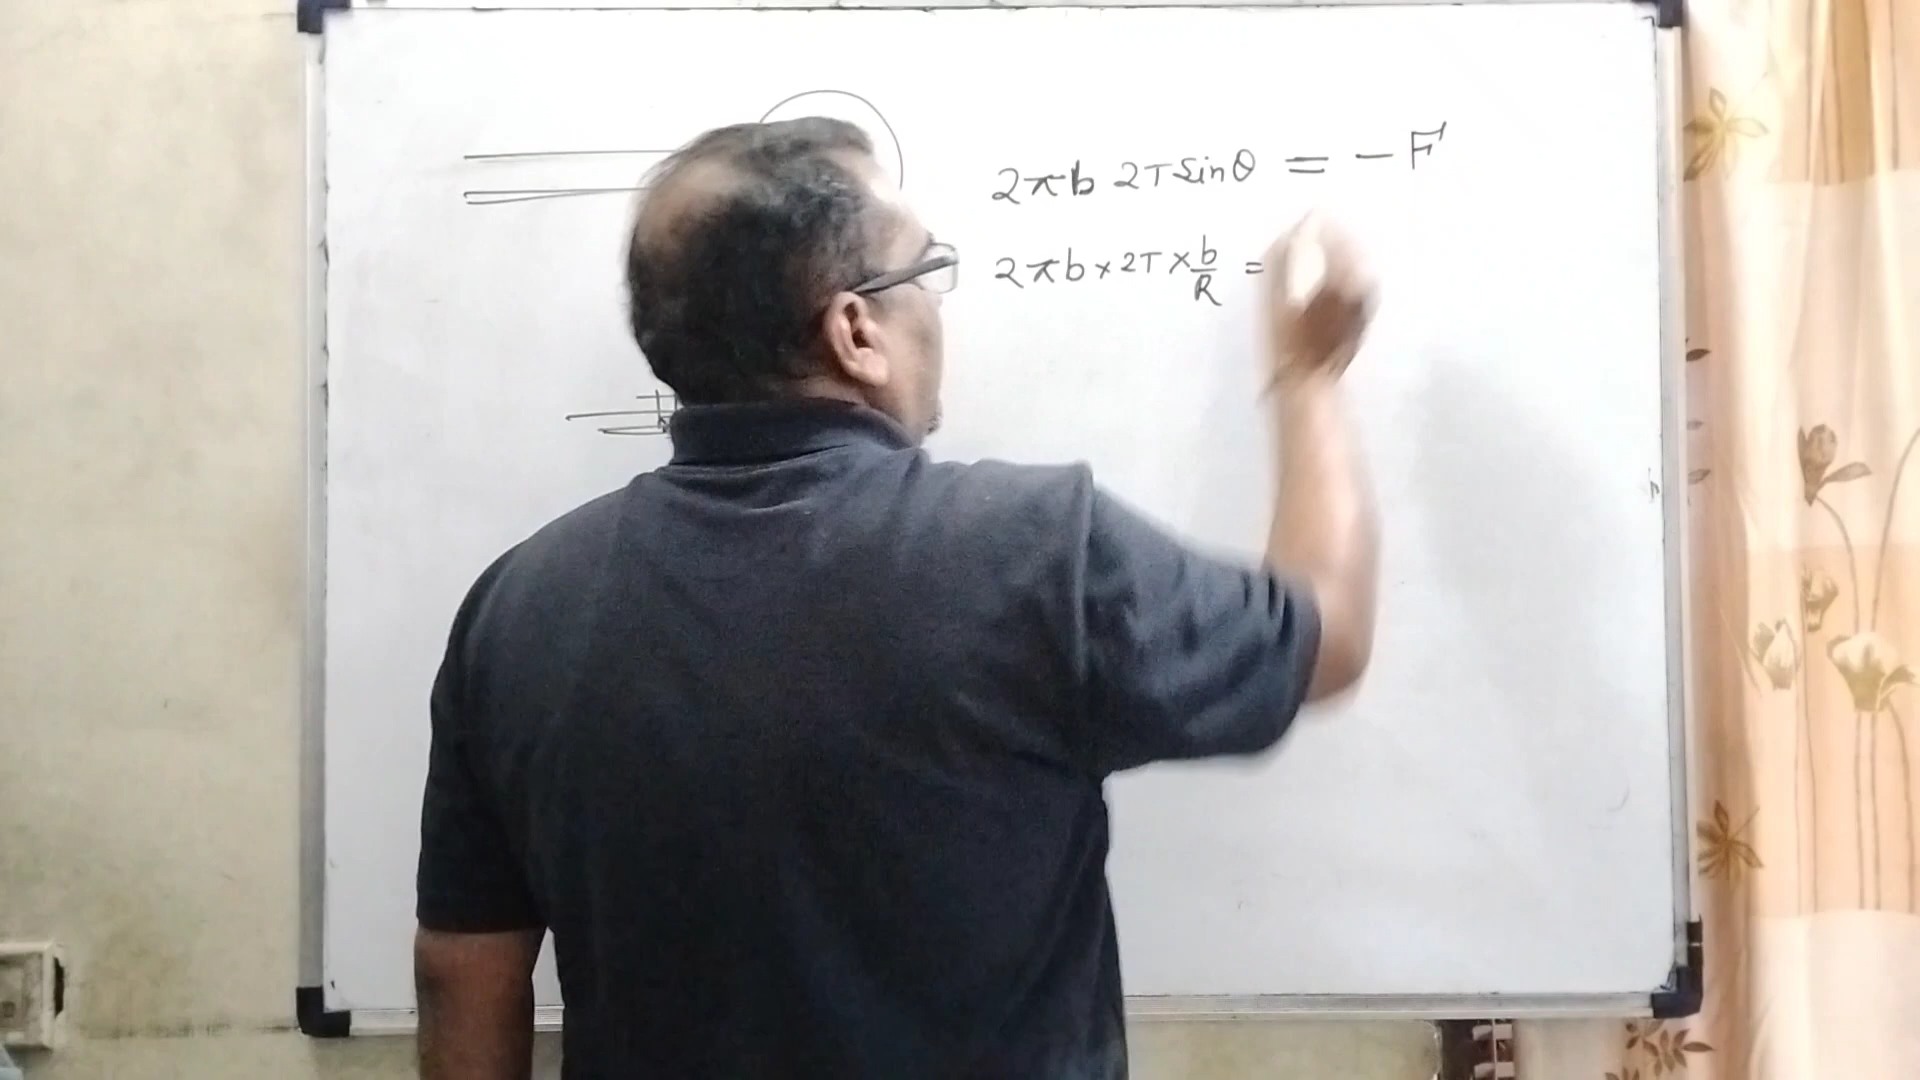 2πb 2T sinθ = -F
2πb × 2T × b/R =